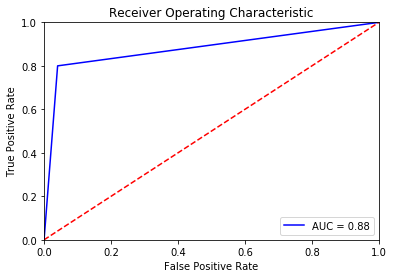 Receiver Operating Characteristic
1.0
0.8
0.6
0.4
0.2
0.0
True Positive Rate
AUC = 0.88
0.0 0.2 0.4 0.6 0.8 1.0
False Positive Rate